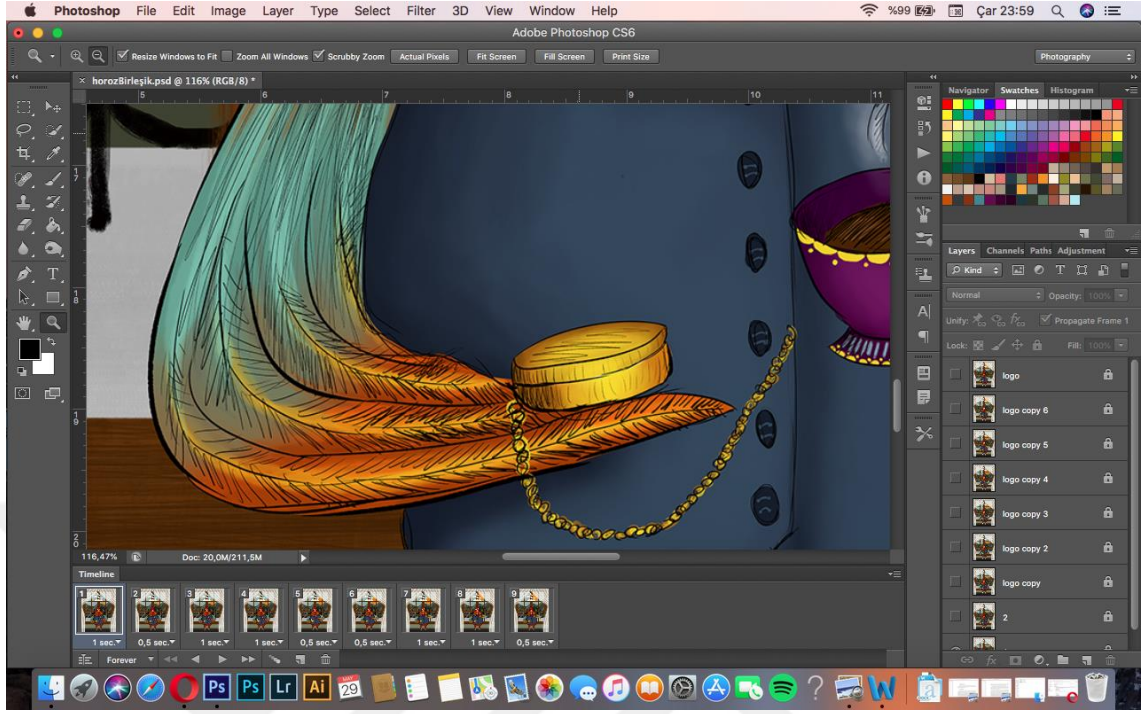 Photoshop File Edit Image Layer Type Select Filter 3D View Window Help %99 Çar 23:59
Adobe Photoshop CS6
Resize Windows to Fit Zoom All Windows Scrubby Zoom Actual Pixels Fit Screen Fill Screen Print Size Photography
× horozBirleşik.psd @ 116% (RGB/8) *
Navigator Swatches Histogram
5 6 7 8 9 10 11
17
18
19
20
Layers Channels Paths Adjustment
Kind
Normal Opacity: 100%
Unify: Propagate Frame 1
Lock: Fill: 100%
logo
logo copy 6
logo copy 5
logo copy 4
logo copy 3
logo copy 2
logo copy
2
116,47% Doc: 20,0M/211,5M
Timeline
1 2 3 4 5 6 7 8 9
1 sec. 0,5 sec. 1 sec. 1 sec. 0,5 sec. 0,5 sec. 1 sec. 1 sec. 0,5 sec.
Forever
Ps Ps Lr Ai MAY 29